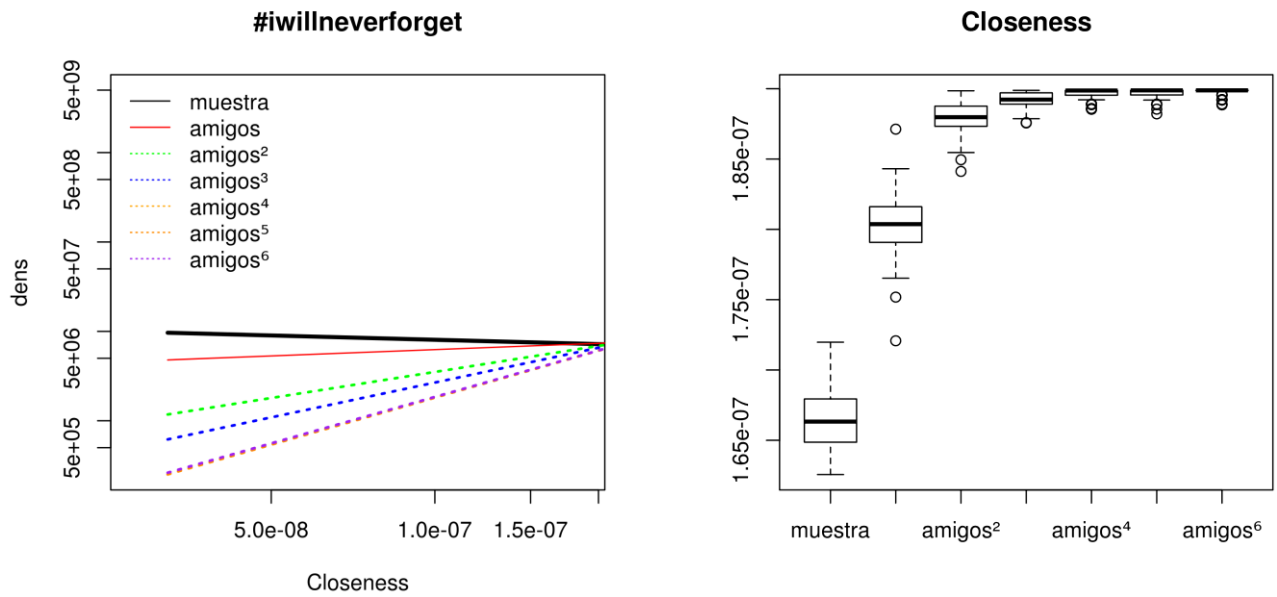 #iwillneverforget
dens
5e+09
5e+08
5e+07
5e+06
5e+05
muestra
amigos
amigos²
amigos³
amigos⁴
amigos⁵
amigos⁶
5.0e-08 1.0e-07 1.5e-07
Closeness
Closeness
1.85e-07
1.75e-07
1.65e-07
muestra amigos² amigos⁴ amigos⁶